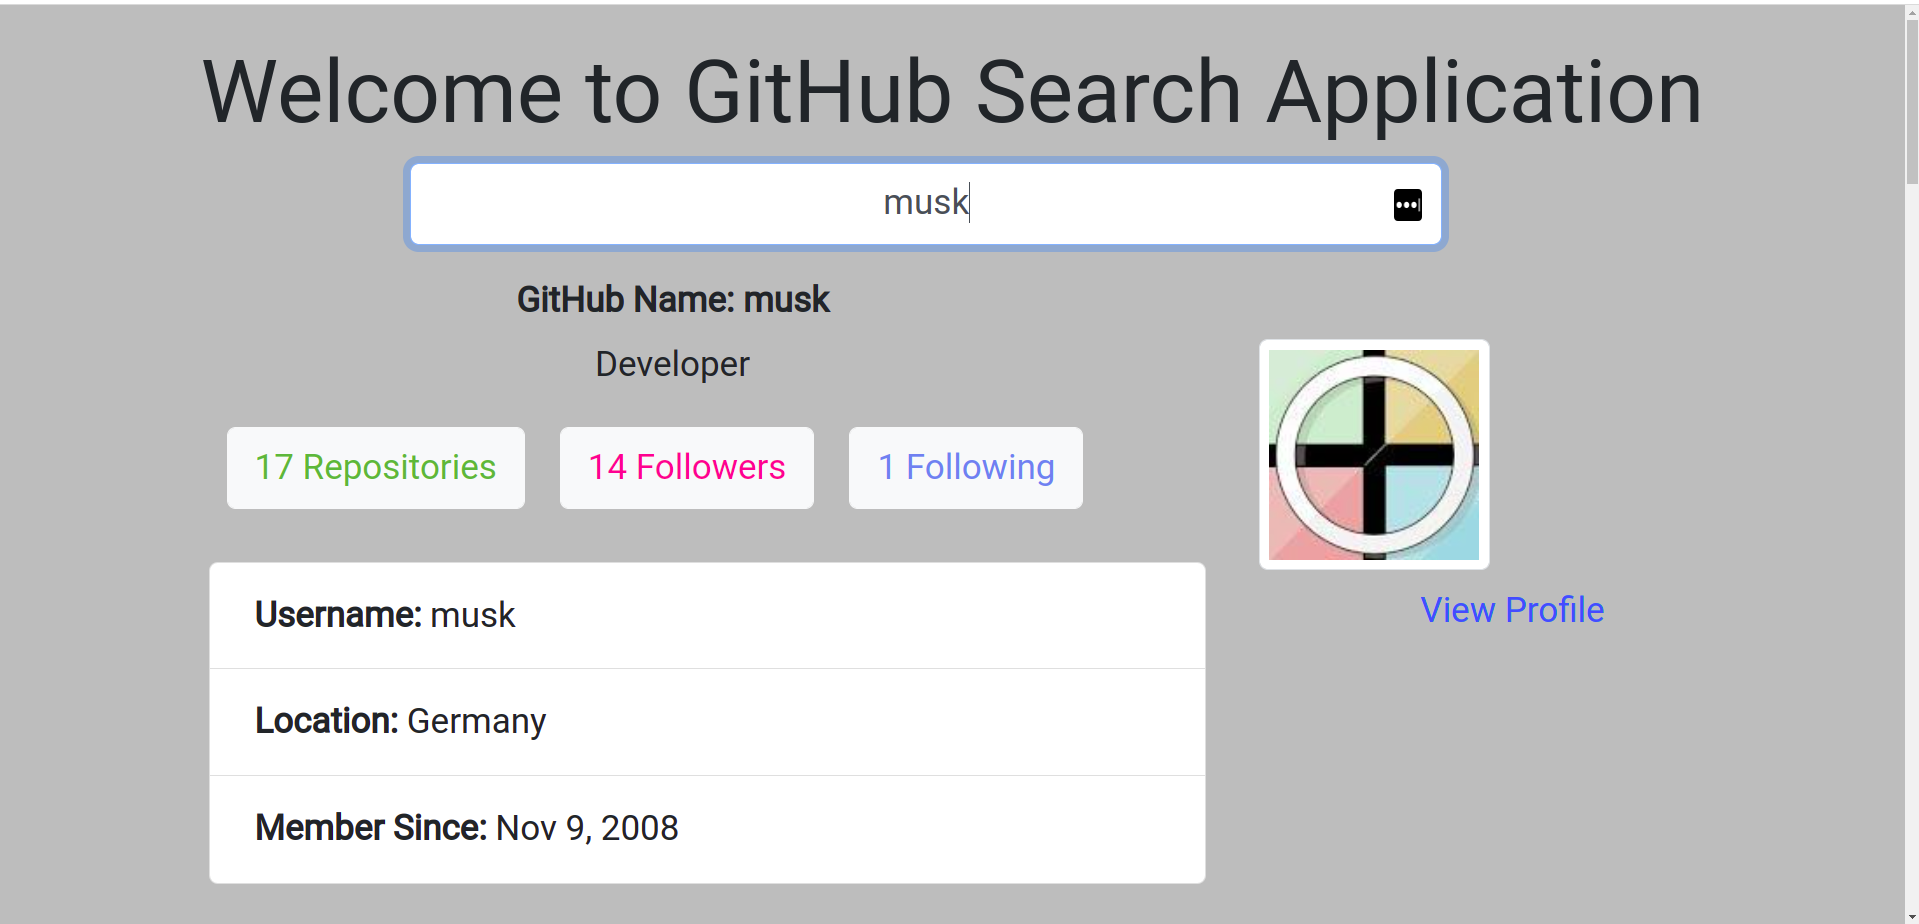 Welcome to GitHub Search Application
musk
GitHub Name: musk
Developer
17 Repositories
14 Followers
1 Following
View Profile
Username: musk
Location: Germany
Member Since: Nov 9, 2008